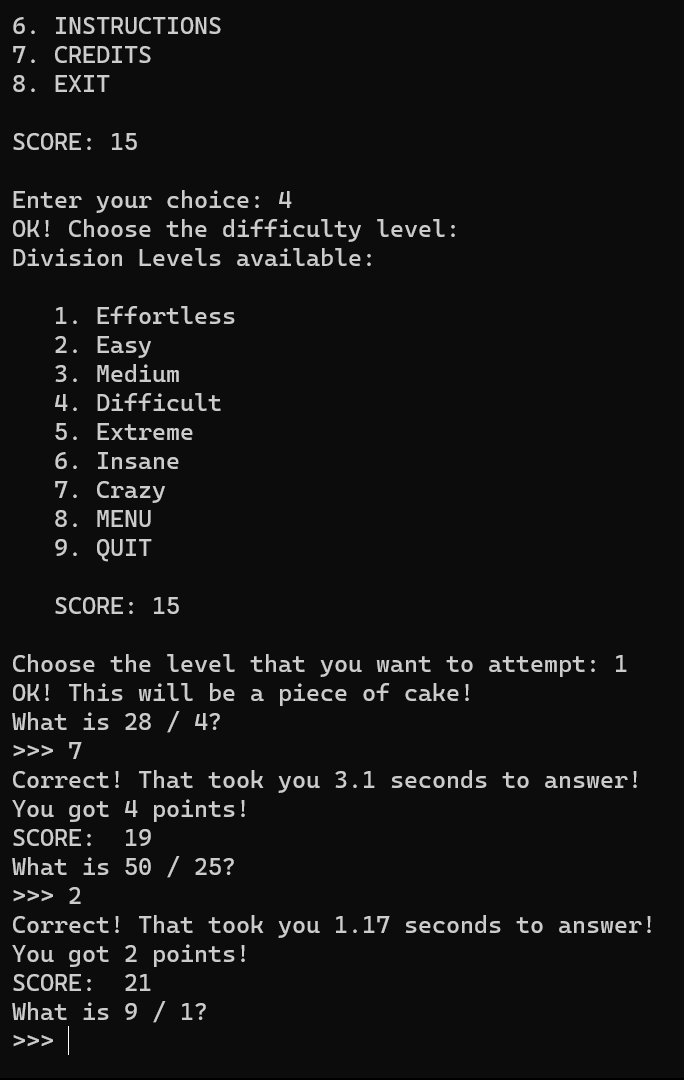 6. INSTRUCTIONS
7. CREDITS
8. EXIT
SCORE: 15
Enter your choice: 4
OK! Choose the difficulty level:
Division Levels available:
1. Effortless
2. Easy
3. Medium
4. Difficult
5. Extreme
6. Insane
7. Crazy
8. MENU
9. QUIT
SCORE: 15
Choose the level that you want to attempt: 1
OK! This will be a piece of cake!
What is 28 / 4?
>>> 7
Correct! That took you 3.1 seconds to answer!
You got 4 points!
SCORE:  19
What is 50 / 25?
>>> 2
Correct! That took you 1.17 seconds to answer!
You got 2 points!
SCORE:  21
What is 9 / 1?
>>>